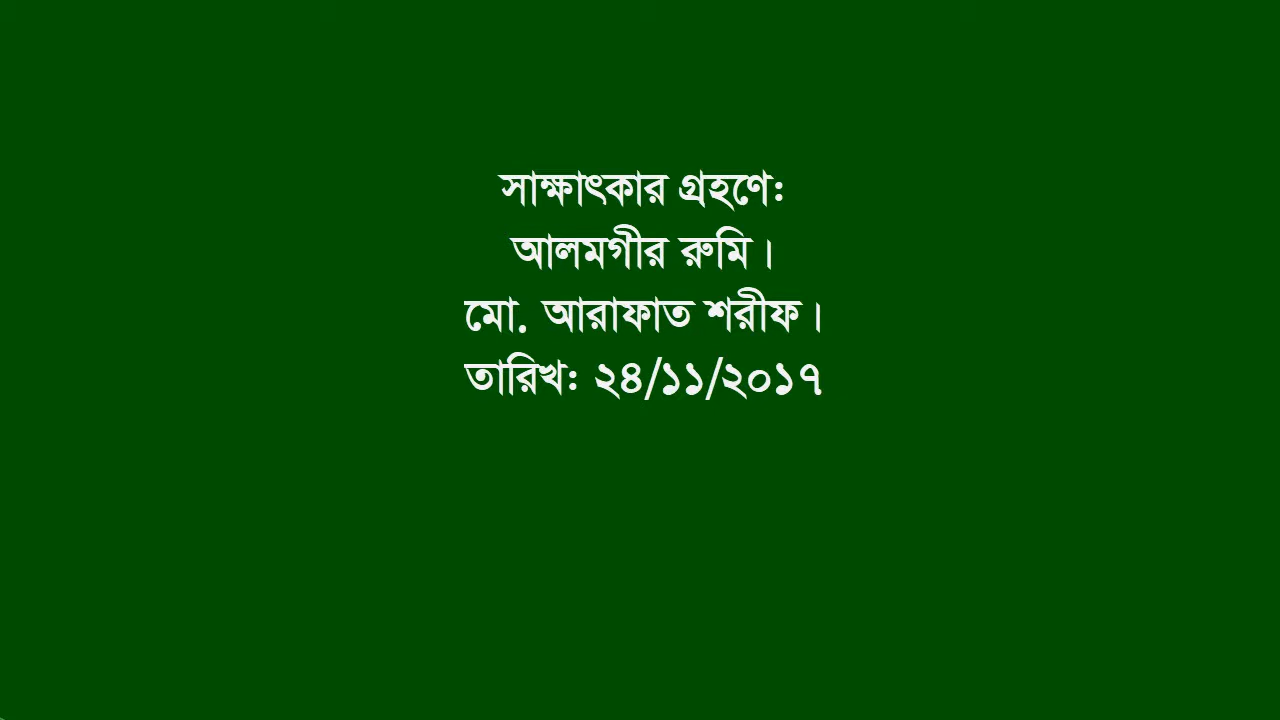 সাক্ষাৎকার গ্রহণে:
আলমগীর রুমি।
মো. আরাফাত শরীফ।
তারিখ: ২৪/১১/২০১৭